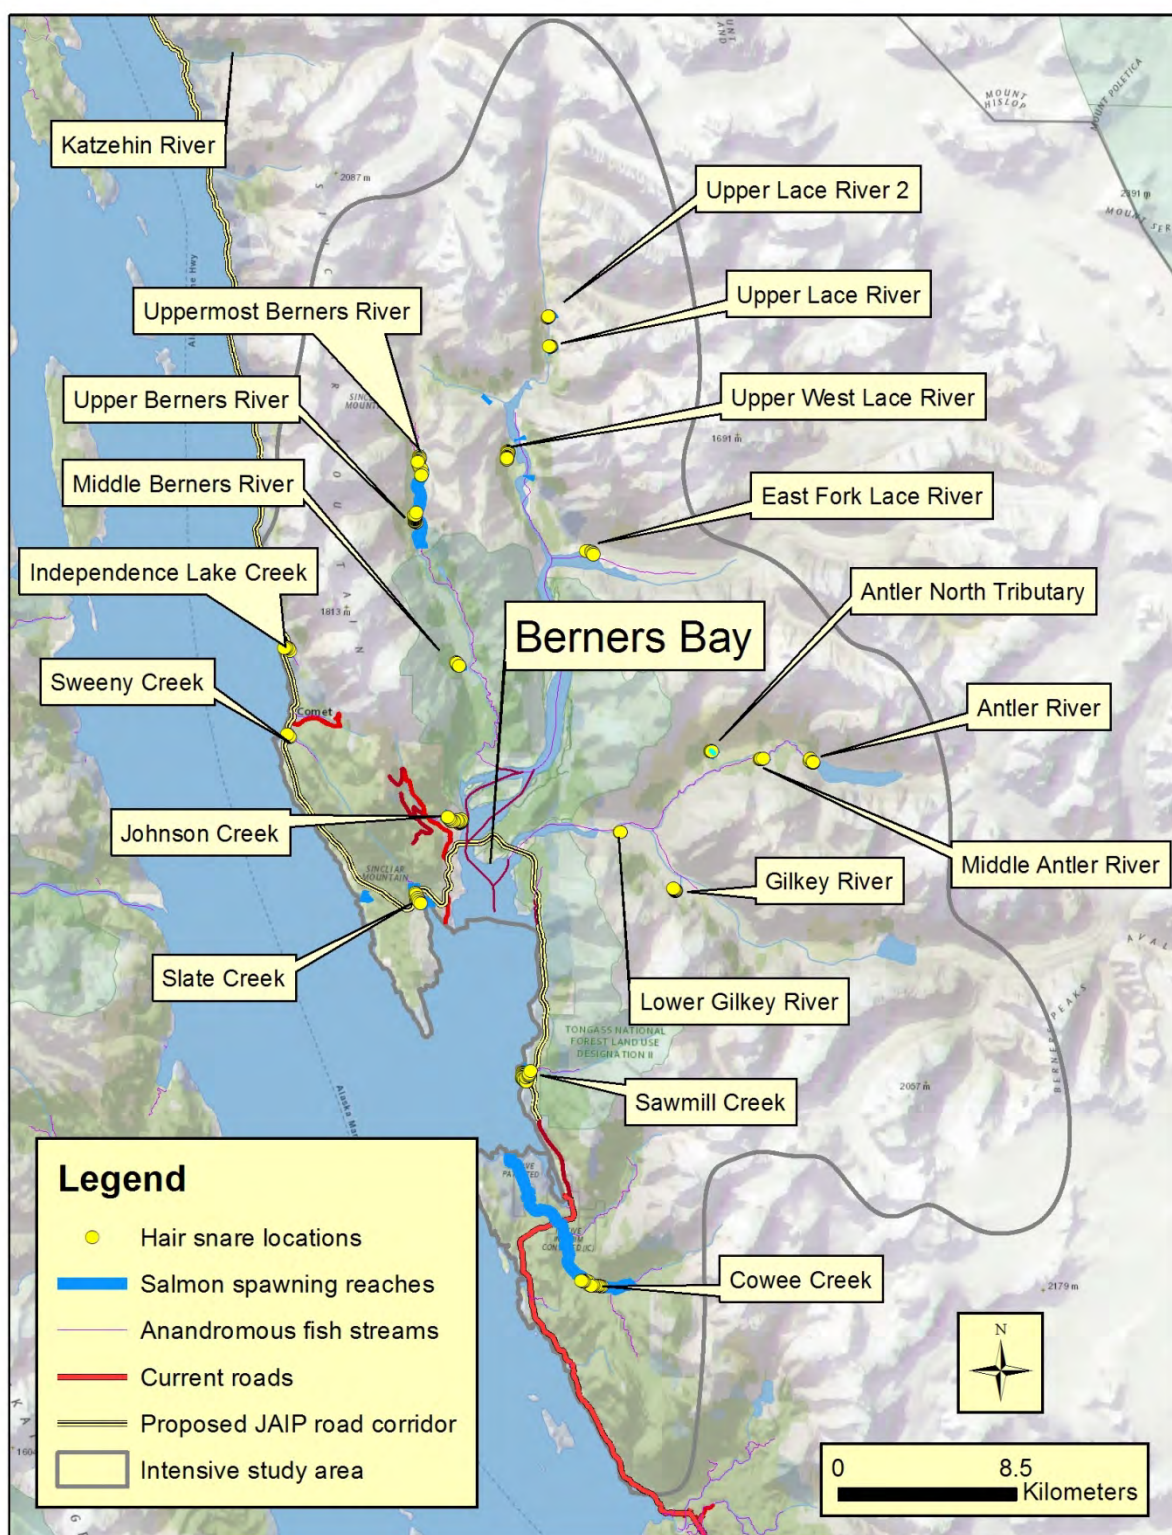 MOUNT
HISLOP
MOUNT POLETICA
Katzehin River
2087 m
Upper Lace River 2
2391 m
Upper Lace River
Uppermost Berners River
Upper Berners River
Upper West Lace River
1691 m
Middle Berners River
East Fork Lace River
Independence Lake Creek
1813 m
Antler North Tributary
Berners Bay
Sweeny Creek
Comet
Antler River
Johnson Creek
Middle Antler River
SINCLIAR
MOUNTAIN
Gilkey River
Slate Creek
Lower Gilkey River
BERNERS PEAKS
TONGASS NATIONAL
FOREST LAND USE
DESIGNATION II
2057 m
Sawmill Creek
Cowee Creek
2179 m
N
Legend
Hair snare locations
Salmon spawning reaches
Anandromous fish streams
Current roads
Proposed JAIP road corridor
Intensive study area
0 8.5
Kilometers